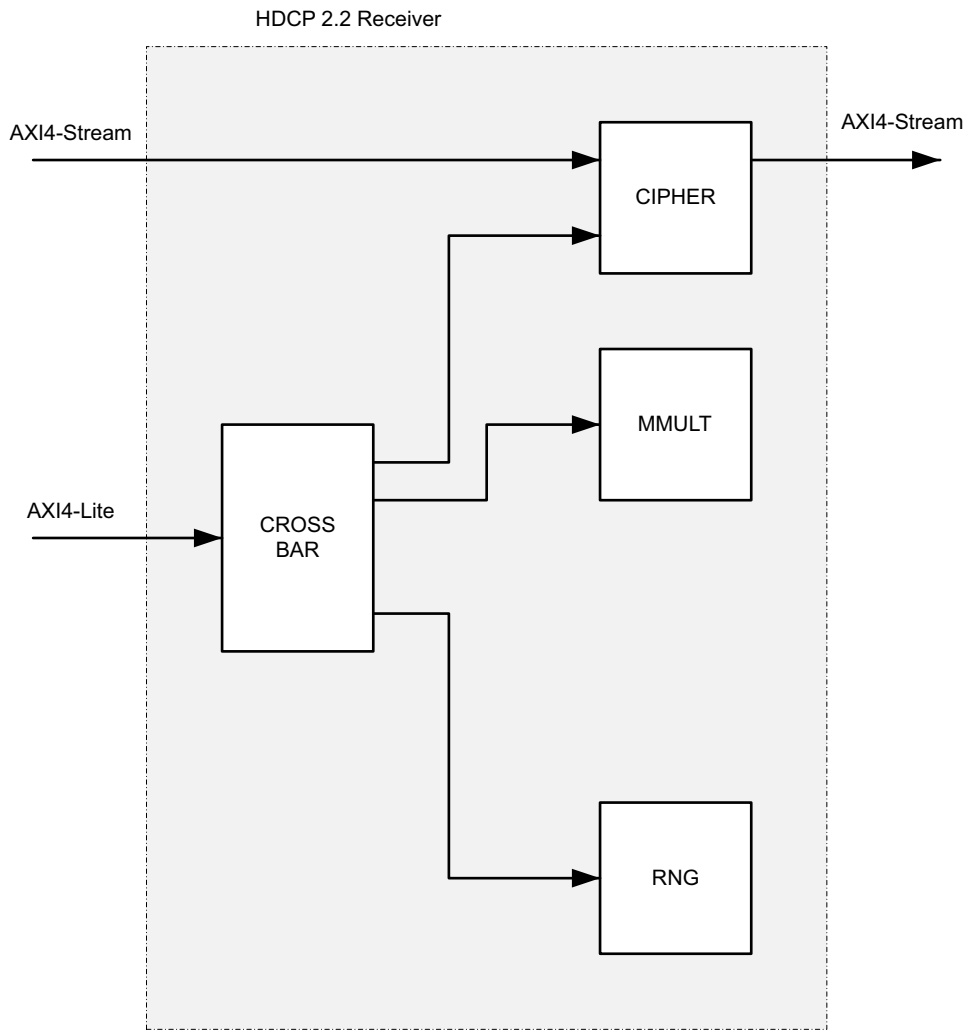 HDCP 2.2 Receiver
AXI4-Stream
AXI4-Stream
CIPHER
MMULT
AXI4-Lite
CROSS
BAR
RNG